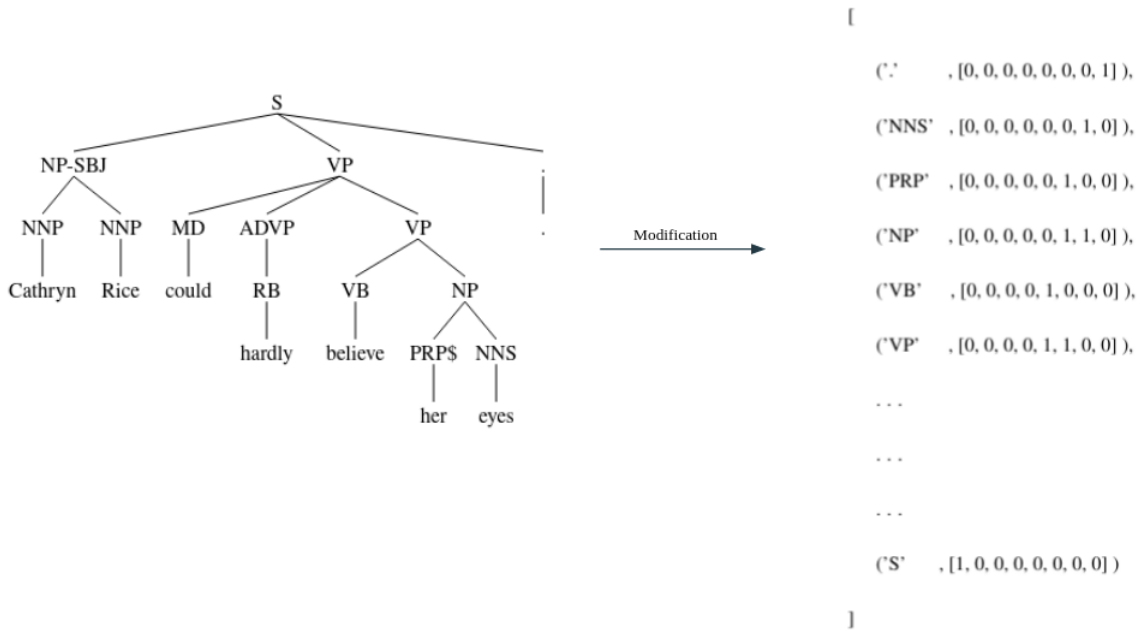 S
NP-SBJ VP .
NNP NNP MD ADVP VP .
Cathryn Rice could RB VB NP
hardly believe PRP$ NNS
her eyes
Modification
[
('.' , [0, 0, 0, 0, 0, 0, 0, 1] ),
('NNS' , [0, 0, 0, 0, 0, 0, 1, 0] ),
('PRP' , [0, 0, 0, 0, 0, 1, 0, 0] ),
('NP' , [0, 0, 0, 0, 0, 1, 1, 0] ),
('VB' , [0, 0, 0, 0, 1, 0, 0, 0] ),
('VP' , [0, 0, 0, 0, 1, 1, 0, 0] ),
. . .
. . .
. . .
('S' , [1, 0, 0, 0, 0, 0, 0, 0] )
]